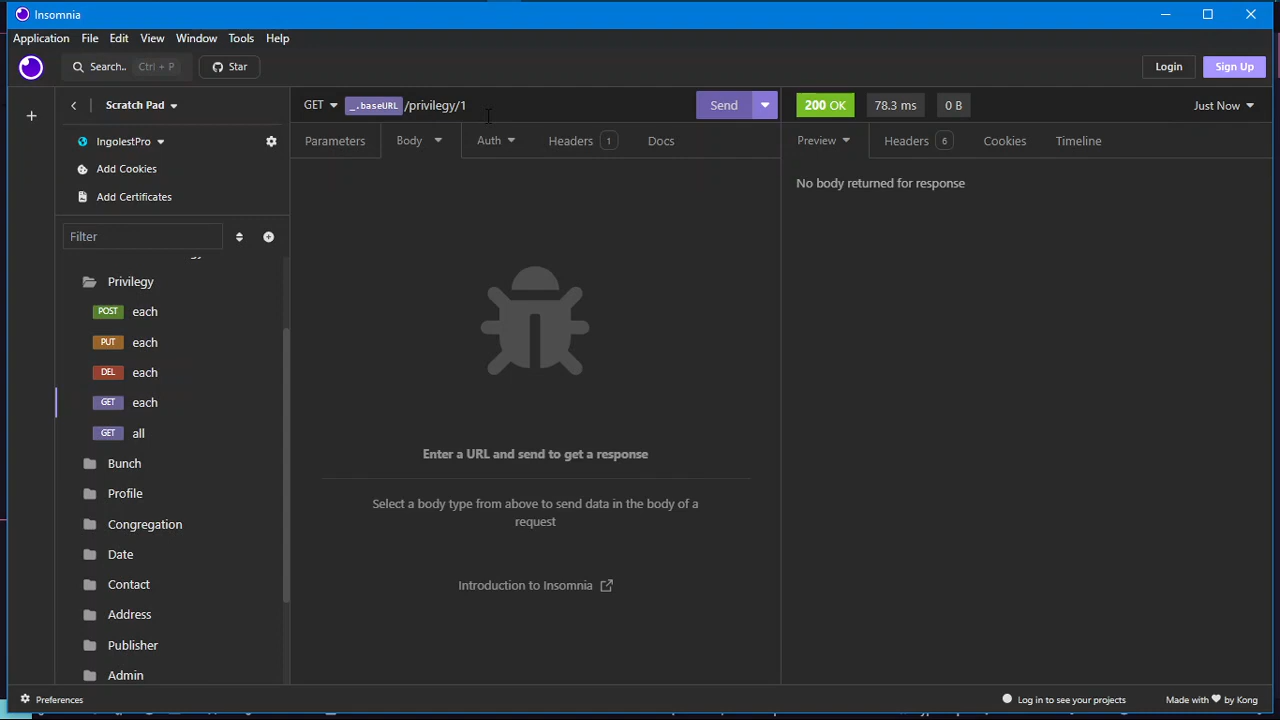 Insomnia
Application File Edit View Window Tools Help
Search.. Ctrl + P Star Login Sign Up
Scratch Pad
GET _.baseURL /privilegy/1 Send 200 OK 78.3 ms 0 B Just Now
IngolestPro
Parameters Body Auth Headers 1 Docs Preview Headers 6 Cookies Timeline
Add Cookies
No body returned for response
Add Certificates
Filter
Privilegy
POST each
PUT each
DEL each
GET each
GET all
Enter a URL and send to get a response
Bunch
Profile
Select a body type from above to send data in the body of a
request
Congregation
Date
Contact
Introduction to Insomnia
Address
Publisher
Admin
Preferences Log in to see your projects Made with ♥ by Kong